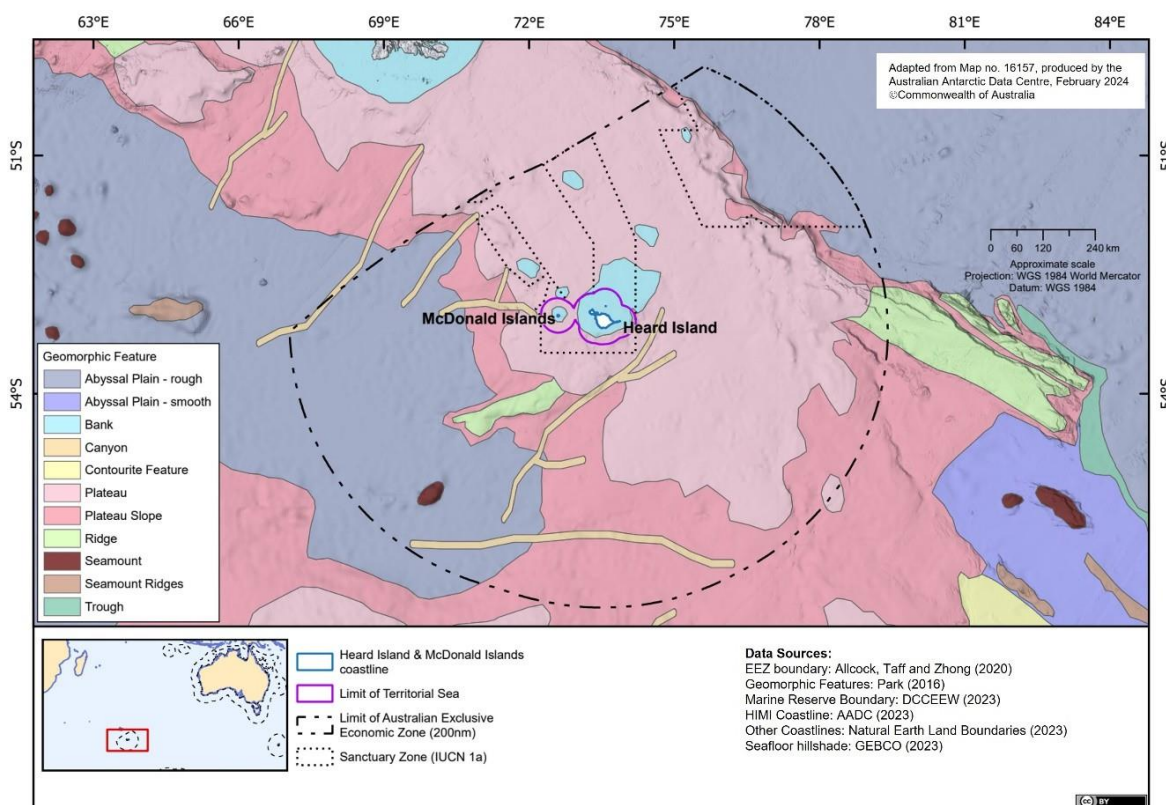 63°E 66°E 69°E 72°E 75°E 78°E 81°E 84°E
Adapted from Map no. 16157, produced by the
Australian Antarctic Data Centre, February 2024
©Commonwealth of Australia
51°S 51°S
0 60 120 240 km
Approximate scale
Projection: WGS 1984 World Mercator
Datum: WGS 1984
McDonald Islands
Heard Island
54°S 54°S
Geomorphic Feature
Abyssal Plain - rough
Abyssal Plain - smooth
Bank
Canyon
Contourite Feature
Plateau
Plateau Slope
Ridge
Seamount
Seamount Ridges
Trough
Heard Island & McDonald Islands
coastline
Limit of Territorial Sea
Limit of Australian Exclusive
Economic Zone (200nm)
Sanctuary Zone (IUCN 1a)
Data Sources:
EEZ boundary: Allcock, Taff and Zhong (2020)
Geomorphic Features: Park (2016)
Marine Reserve Boundary: DCCEEW (2023)
HIMI Coastline: AADC (2023)
Other Coastlines: Natural Earth Land Boundaries (2023)
Seafloor hillshade: GEBCO (2023)
cc BY